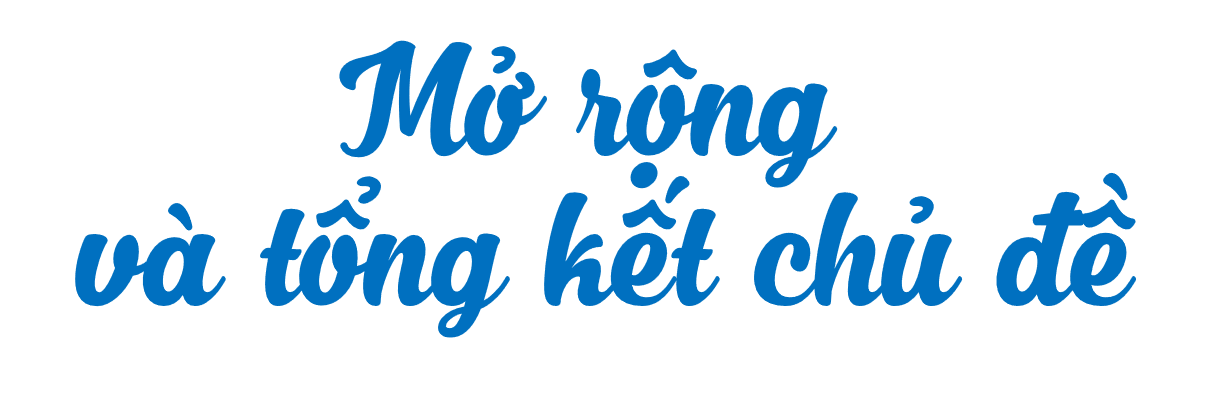 Mở rộng
và tổng kết chủ đề